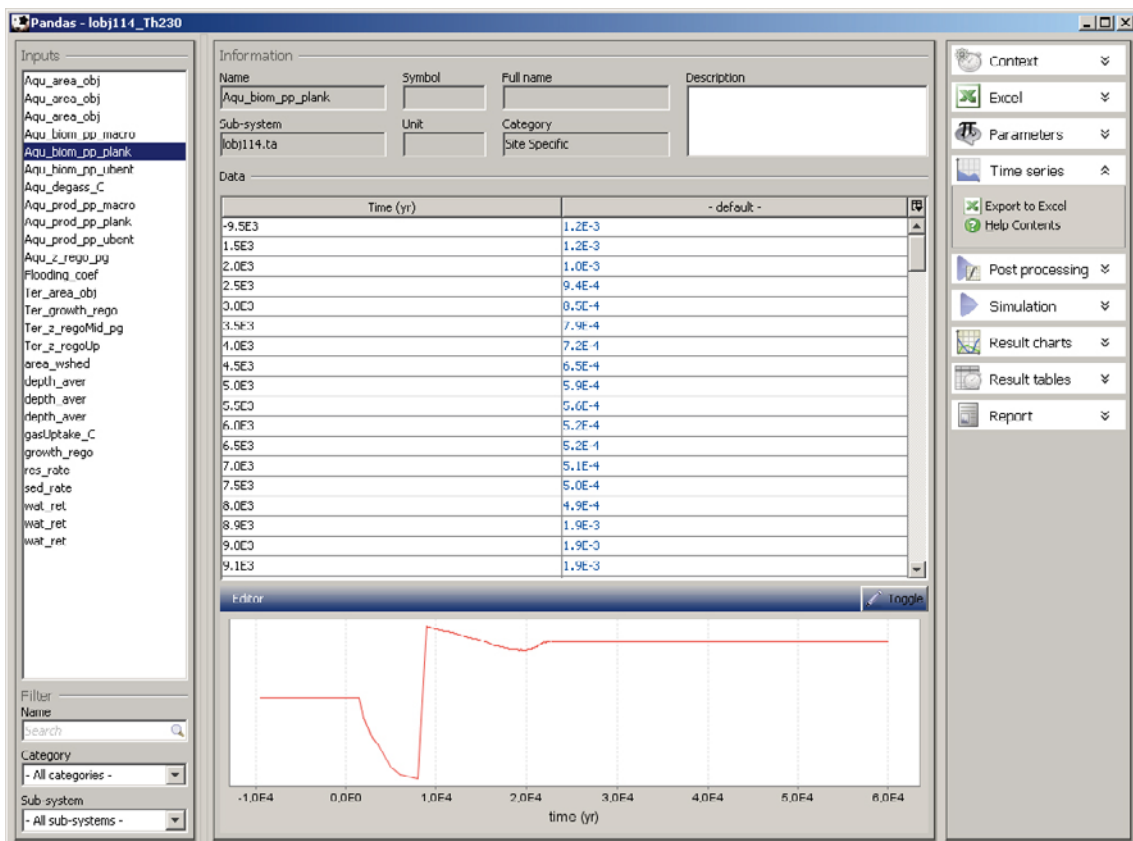 Pandas - lobj114_Th230
Inputs
Aqu_area_obj
Aqu_area_obj
Aqu_area_obj
Aqu_biom_pp_macro
Aqu_biom_pp_plank
Aqu_biom_pp_ubent
Aqu_degass_C
Aqu_prod_pp_macro
Aqu_prod_pp_plank
Aqu_prod_pp_ubent
Aqu_z_rego_pg
Flooding_coef
Ter_area_obj
Ter_growth_rego
Ter_z_regoMid_pg
Ter_z_regoUp
area_wshed
depth_aver
depth_aver
depth_aver
gasUptake_C
growth_rego
res_rate
sed_rate
wat_ret
wat_ret
wat_ret
Filter
Name
Search
Category
- All categories -
Sub-system
- All sub-systems -
Information
Name Symbol Full name Description
Aqu_biom_pp_plank
Sub-system Unit Category
lobj114.ta Site Specific
Data
Time (yr) - default -
-9.5E3 1.2E-3
1.5E3 1.2E-3
2.0E3 1.0E-3
2.5E3 9.4E-4
3.0E3 8.5E-4
3.5E3 7.9E-4
4.0E3 7.2E-4
4.5E3 6.5E-4
5.0E3 5.9E-4
5.5E3 5.6E-4
6.0E3 5.2E-4
6.5E3 5.2E-4
7.0E3 5.1E-4
7.5E3 5.0E-4
8.0E3 4.9E-4
8.9E3 1.9E-3
9.0E3 1.9E-3
9.1E3 1.9E-3
Editor Toggle
-1,0E4 0,0E0 1,0E4 2,0E4 3,0E4 4,0E4 5,0E4 6,0E4
time (yr)
Context
Excel
Parameters
Time series
Export to Excel
Help Contents
Post processing
Simulation
Result charts
Result tables
Report